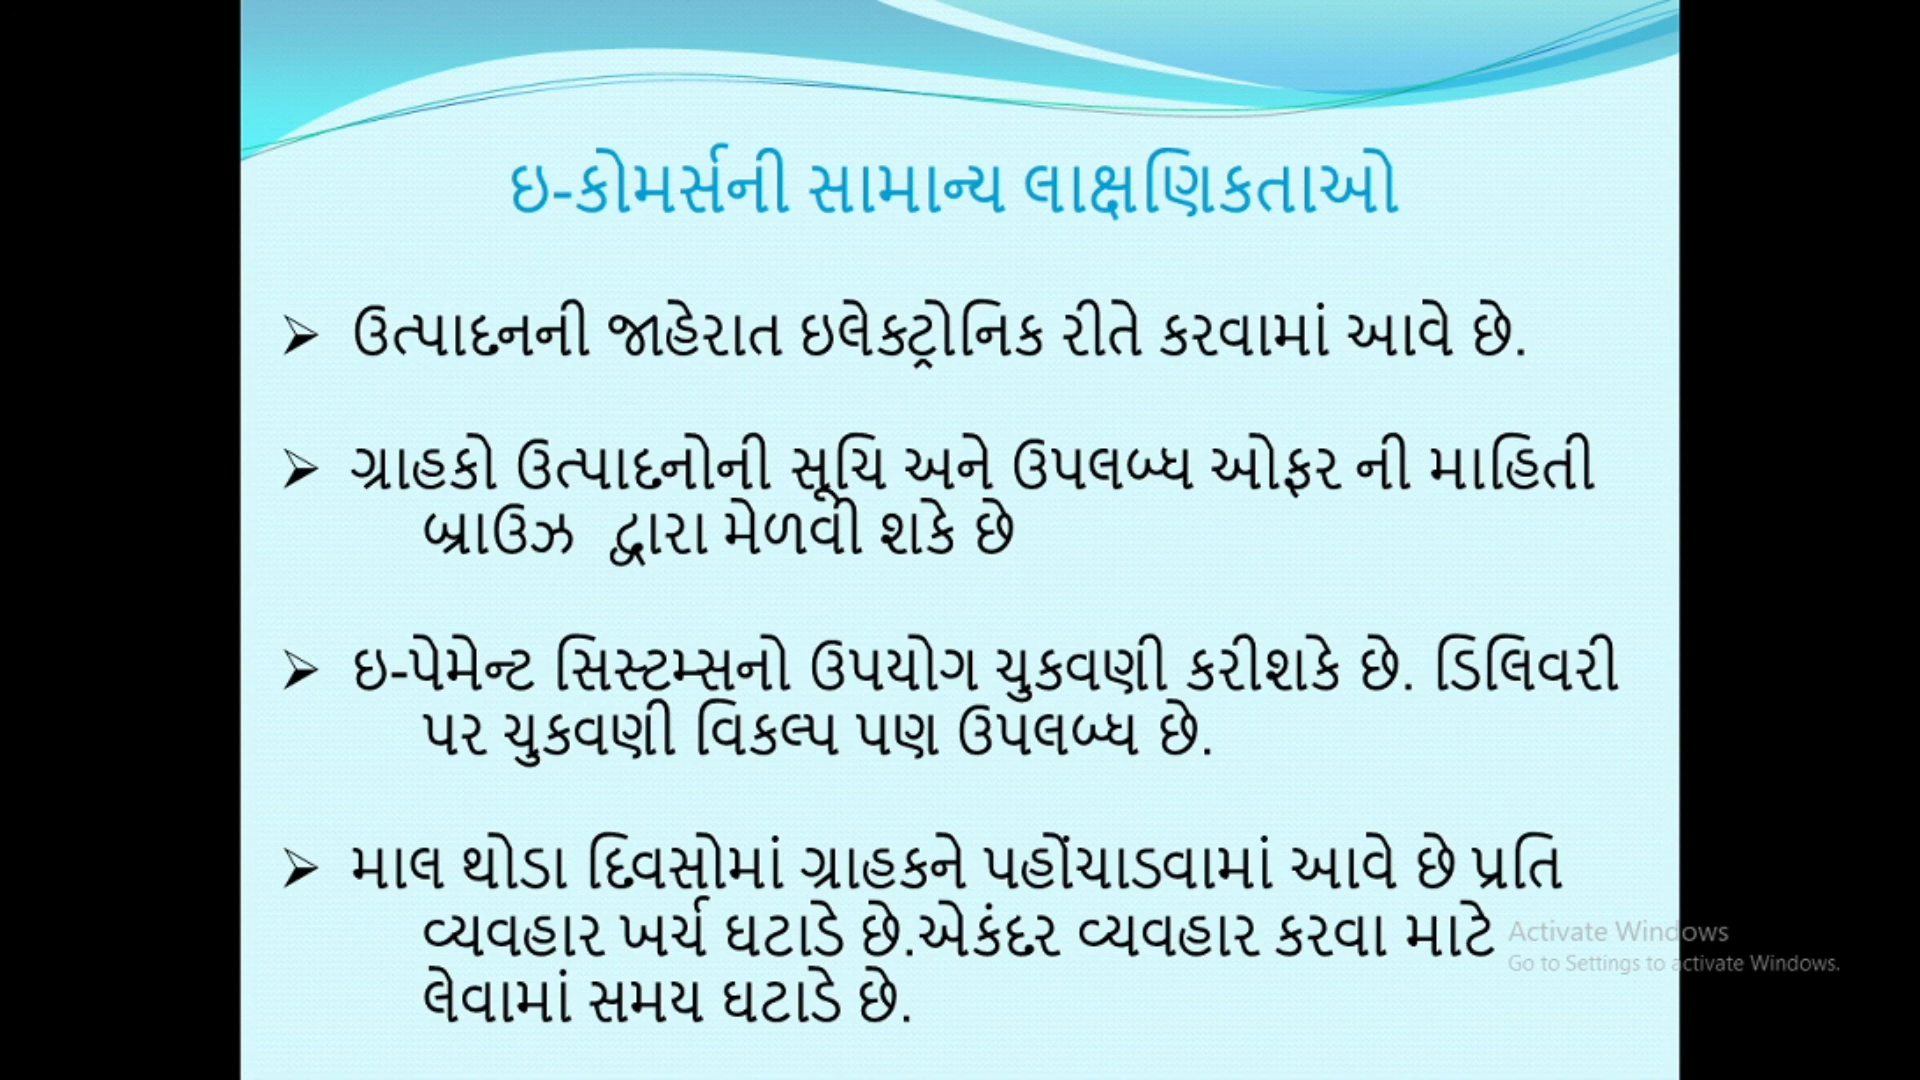 ઇ-કોમર્સની સામાન્ય લાક્ષણિકતાઓ
➢ ઉત્પાદનની જાહેરાત ઇલેક્ટ્રોનિક રીતે કરવામાં આવે છે.
➢ ગ્રાહકો ઉત્પાદનોની સૂચિ અને ઉપલબ્ધ ઓફર ની માહિતી
બ્રાઉઝ દ્વારા મેળવી શકે છે
➢ ઇ-પેમેન્ટ સિસ્ટમ્સનો ઉપયોગ ચુકવણી કરીશકે છે. ડિલિવરી
પર ચુકવણી વિકલ્પ પણ ઉપલબ્ધ છે.
➢ માલ થોડા દિવસોમાં ગ્રાહકને પહોંચાડવામાં આવે છે પ્રતિ
વ્યવહાર ખર્ચ ઘટાડે છે.એકંદર વ્યવહાર કરવા માટે
લેવામાં સમય ઘટાડે છે.
Activate Windows
Go to Settings to activate Windows.